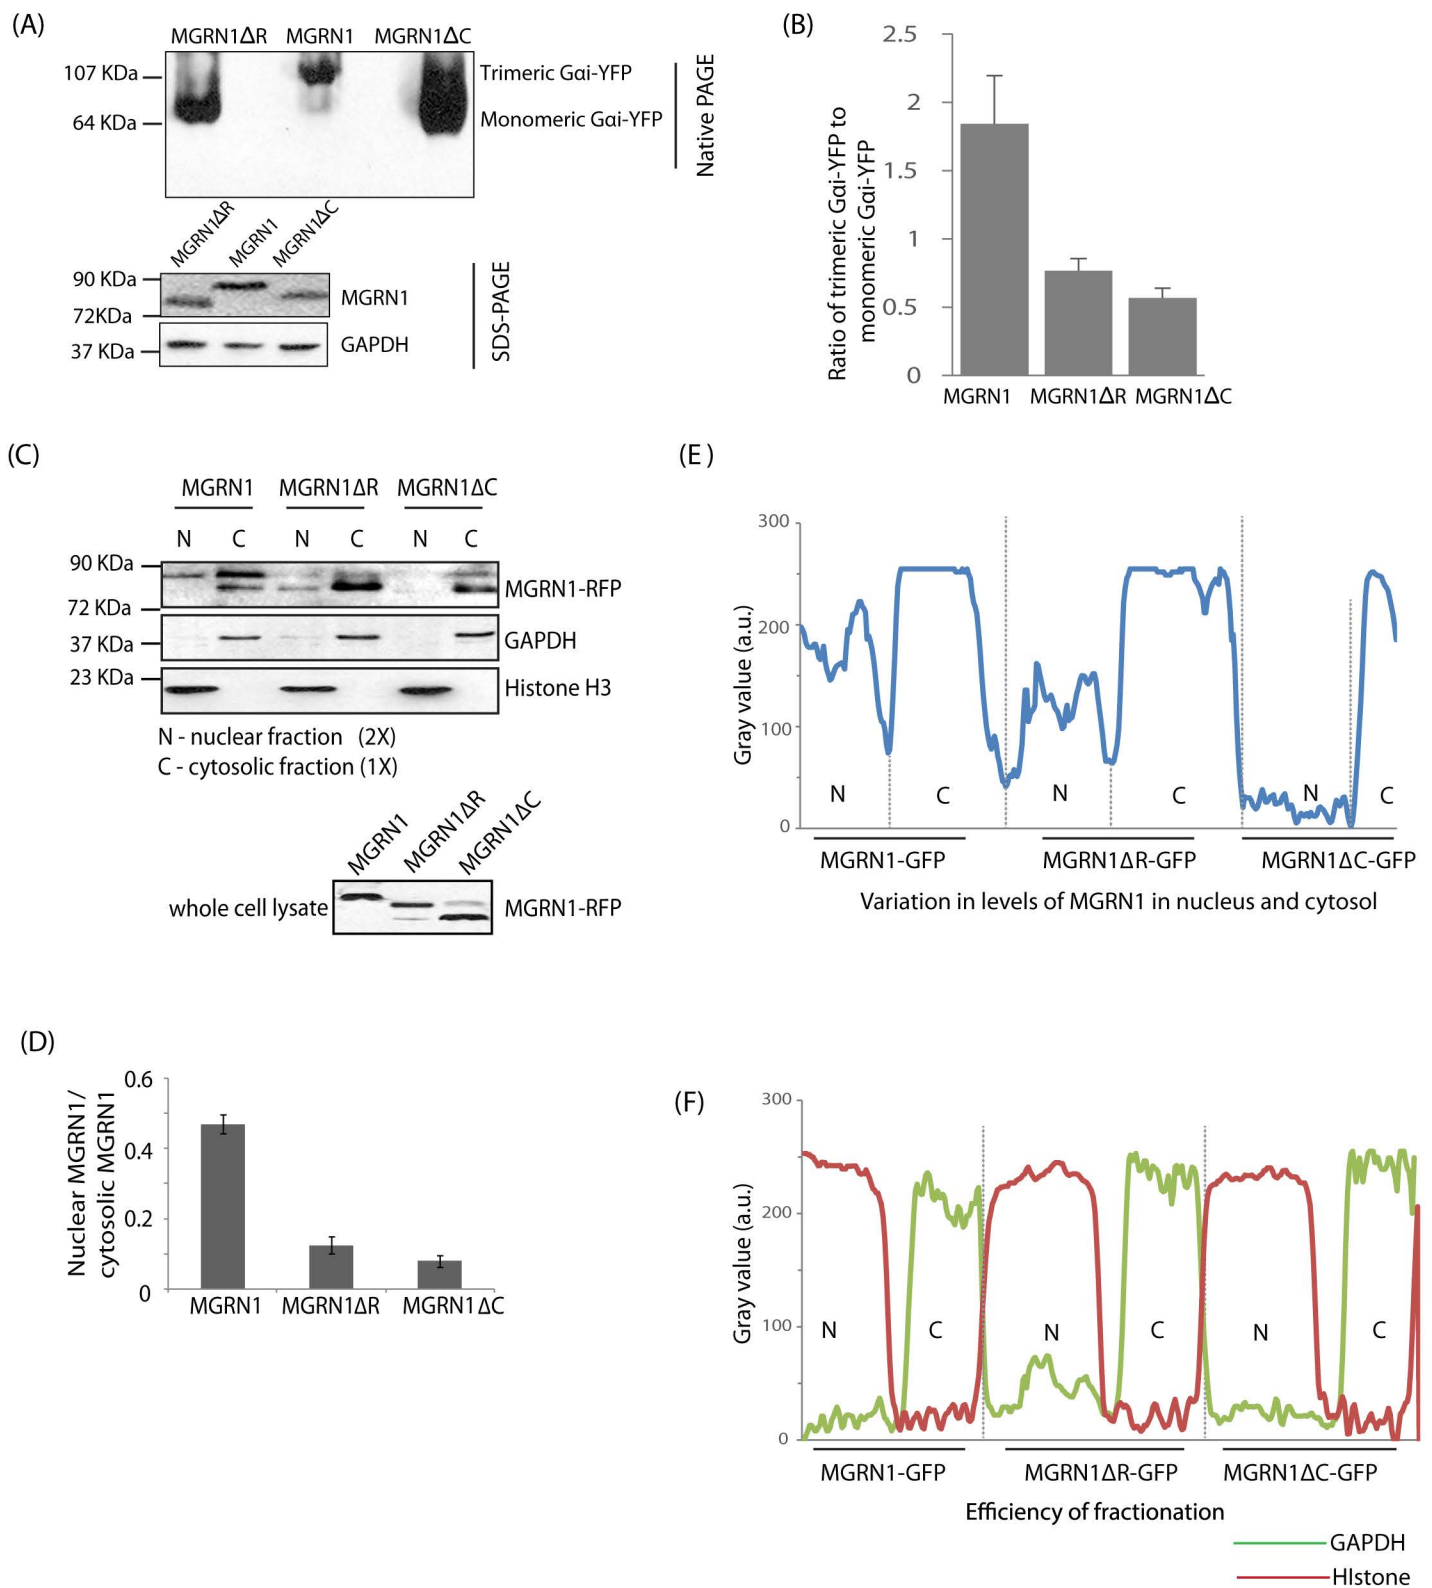 (A)
MGRN1ΔR MGRN1 MGRN1ΔC
107 KDa
Trimeric Gαi-YFP
64 KDa
Monomeric Gαi-YFP
Native PAGE
MGRN1ΔR
MGRN1
MGRN1ΔC
90 KDa
MGRN1
72KDa
37 KDa
GAPDH
SDS-PAGE
(B)
2.5
2
1.5
1
0.5
0
Ratio of trimeric Gαi-YFP to
monomeric Gαi-YFP
MGRN1 MGRN1ΔR MGRN1ΔC
(C)
MGRN1 MGRN1ΔR MGRN1ΔC
N C N C N C
90 KDa
MGRN1-RFP
72 KDa
37 KDa
GAPDH
23 KDa
Histone H3
N - nuclear fraction (2X)
C - cytosolic fraction (1X)
MGRN1
MGRN1ΔR
MGRN1ΔC
whole cell lysate
MGRN1-RFP
(E)
300
200
100
0
Gray value (a.u.)
N C N C N C
MGRN1-GFP MGRN1ΔR-GFP MGRN1ΔC-GFP
Variation in levels of MGRN1 in nucleus and cytosol
(D)
0.6
0.4
0.2
0
Nuclear MGRN1/
cytosolic MGRN1
MGRN1 MGRN1ΔR MGRN1ΔC
(F)
300
200
100
0
Gray value (a.u.)
N C N C N C
MGRN1-GFP MGRN1ΔR-GFP MGRN1ΔC-GFP
Efficiency of fractionation
GAPDH
HIstone